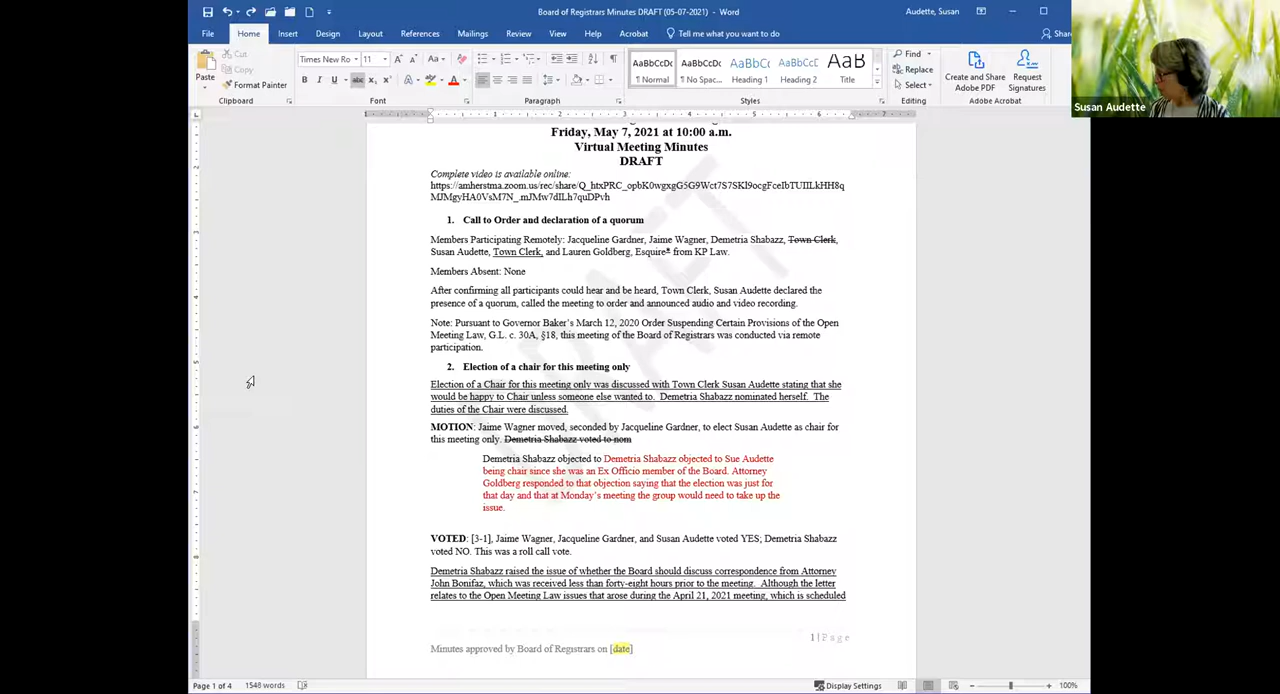 Board of Registrars Minutes DRAFT (05-07-2021) - Word
Audette, Susan
File Home Insert Draw Design Layout References Mailings Review View Help Acrobat Tell me what you want to do Share
Paste
Cut
Copy
Format Painter
Clipboard
Times New Ro 11
Font
Paragraph
AaBbCcDc AaBbCcDc AaBbCc AaBbCcD AaB
¶ Normal ¶ No Spac... Heading 1 Heading 2 Title
Styles
Find
Replace
Select
Editing
Create and Share Adobe PDF
Request Signatures
Adobe Acrobat
Susan Audette
Friday, May 7, 2021 at 10:00 a.m.
Virtual Meeting Minutes
DRAFT
Complete video is available online:
1. Call to Order and declaration of a quorum
Members Participating Remotely: Jacqueline Gardner, Jaime Wagner, Demetria Shabazz, Town Clerk,
Susan Audette, Town Clerk, and Lauren Goldberg, Esquire* from KP Law.
Members Absent: None
After confirming all participants could hear and be heard, Town Clerk, Susan Audette declared the
presence of a quorum, called the meeting to order and announced audio and video recording.
Note: Pursuant to Governor Baker's March 12, 2020 Order Suspending Certain Provisions of the Open
Meeting Law, G.L. c. 30A, §18, this meeting of the Board of Registrars was conducted via remote
participation.
2. Election of a chair for this meeting only
Election of a Chair for this meeting only was discussed with Town Clerk Susan Audette stating that she
would be happy to Chair unless someone else wanted to. Demetria Shabazz nominated herself. The
duties of the Chair were discussed.
MOTION: Jaime Wagner moved, seconded by Jacqueline Gardner, to elect Susan Audette as chair for
this meeting only. Demetria Shabazz voted to nom
Demetria Shabazz objected to Demetria Shabazz objected to Sue Audette
being chair since she was an Ex Officio member of the Board. Attorney
Goldberg responded to that objection saying that the election was just for
that day and that at Monday's meeting the group would need to take up the
issue.
VOTED: [3-1], Jaime Wagner, Jacqueline Gardner, and Susan Audette voted YES; Demetria Shabazz
voted NO. This was a roll call vote.
Demetria Shabazz raised the issue of whether the Board should discuss correspondence from Attorney
John Bonifaz, which was received less than forty-eight hours prior to the meeting. Although the letter
relates to the Open Meeting Law issues that arose during the April 21, 2021 meeting, which is scheduled
1 | P a g e
Minutes approved by Board of Registrars on [date]
DRAFT
Page 1 of 4 1548 words
Display Settings
100%